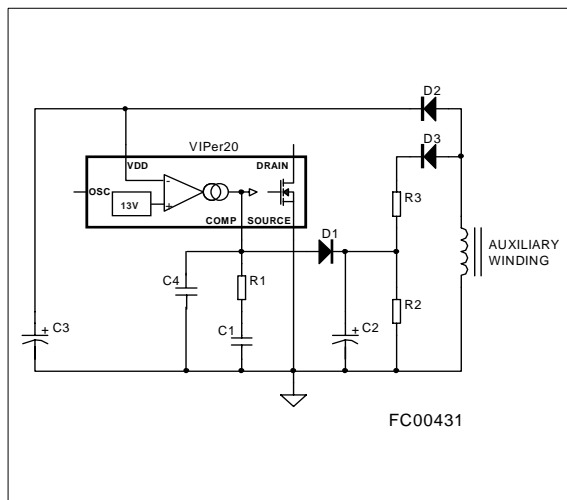 D2
VIPer20
D3
VDD
DRAIN
OSC
-
13V
+
COMP SOURCE
R3
D1
AUXILIARY
WINDING
C4
R1
R2
+
C3
C1
+
C2
FC00431